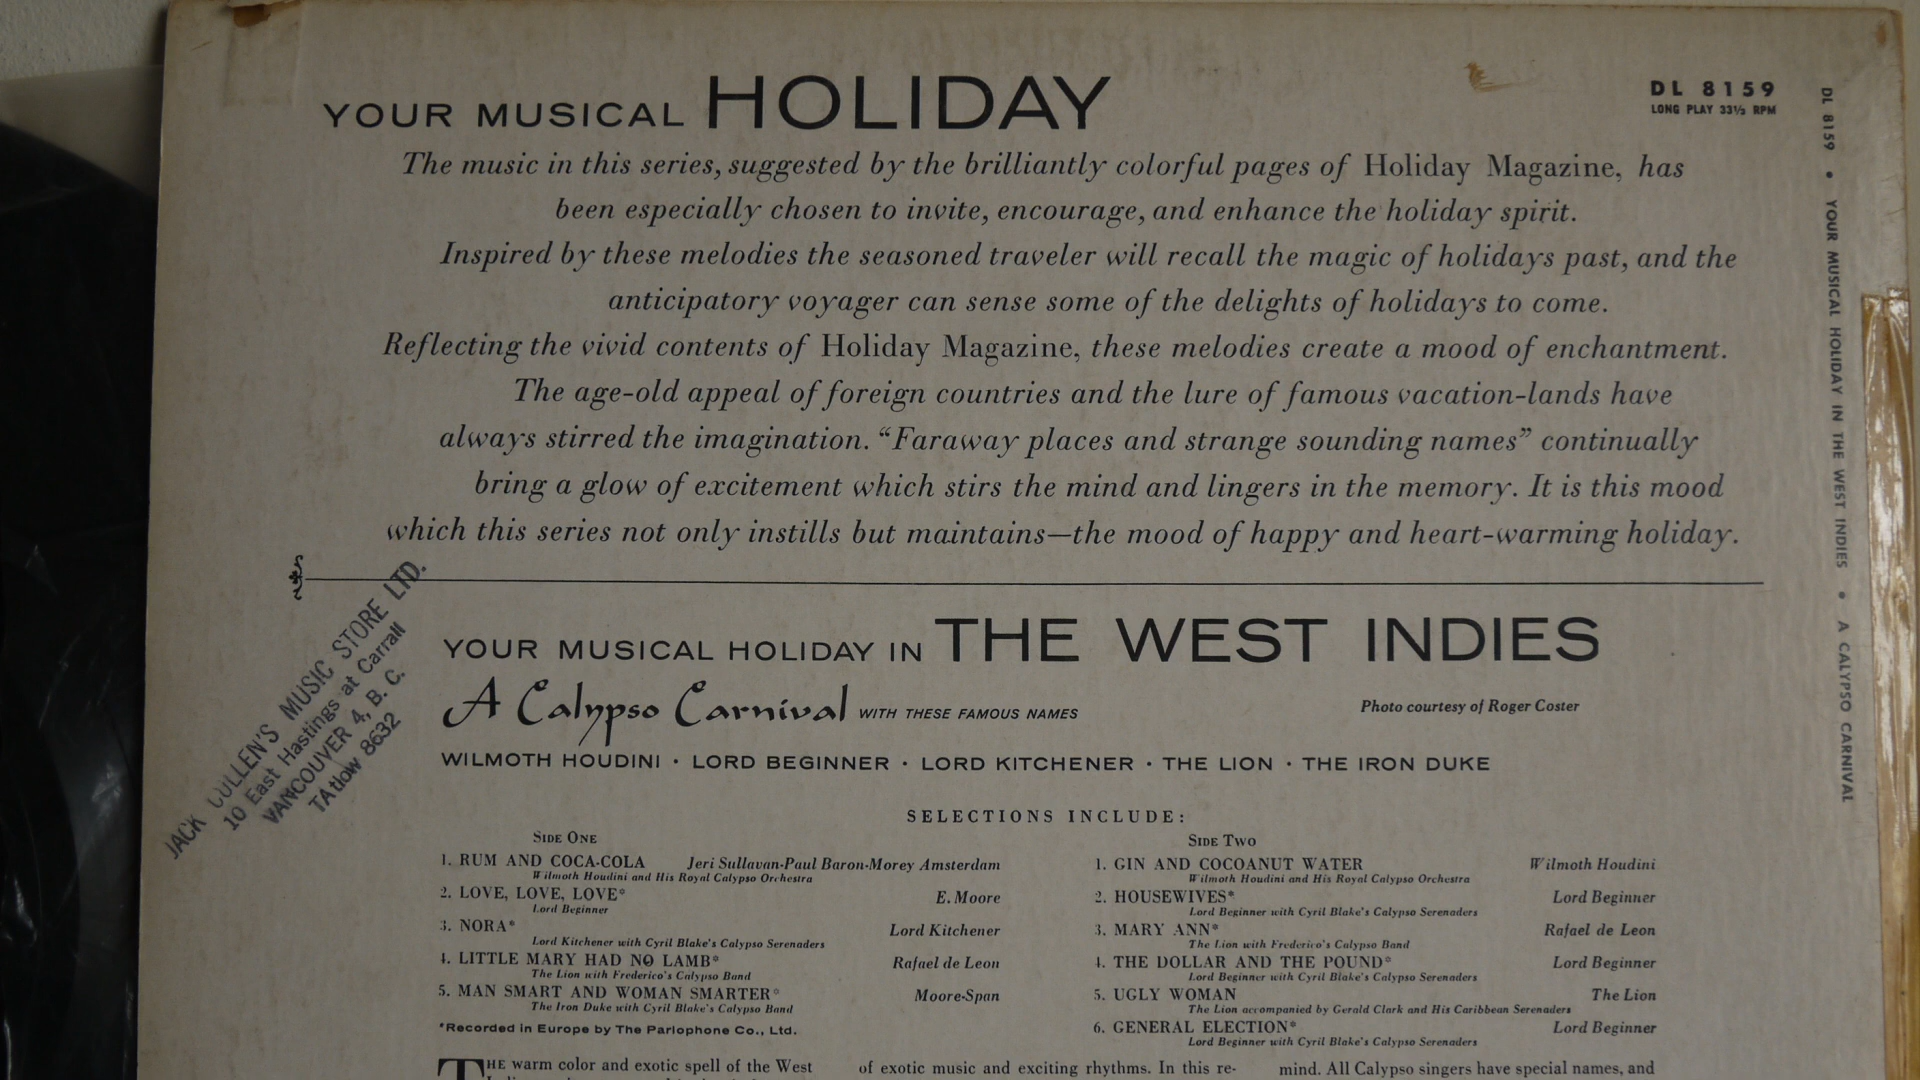 YOUR MUSICAL HOLIDAY
DL 8159
LONG PLAY 33⅓ RPM
The music in this series, suggested by the brilliantly colorful pages of Holiday Magazine, has
been especially chosen to invite, encourage, and enhance the holiday spirit.
Inspired by these melodies the seasoned traveler will recall the magic of holidays past, and the
anticipatory voyager can sense some of the delights of holidays to come.
Reflecting the vivid contents of Holiday Magazine, these melodies create a mood of enchantment.
The age-old appeal of foreign countries and the lure of famous vacation-lands have
always stirred the imagination. “Faraway places and strange sounding names” continually
bring a glow of excitement which stirs the mind and lingers in the memory. It is this mood
which this series not only instills but maintains—the mood of happy and heart-warming holiday.
DL 8159 • YOUR MUSICAL HOLIDAY IN THE WEST INDIES • A CALYPSO CARNIVAL
JACK CULLEN'S MUSIC STORE LTD.
10 East Hastings at Carrall
VANCOUVER 4, B. C.
TAtlow 8632
YOUR MUSICAL HOLIDAY IN THE WEST INDIES
A Calypso Carnival WITH THESE FAMOUS NAMES
Photo courtesy of Roger Coster
WILMOTH HOUDINI • LORD BEGINNER • LORD KITCHENER • THE LION • THE IRON DUKE
SELECTIONS INCLUDE:
SIDE ONE
1. RUM AND COCA-COLA Jeri Sullavan-Paul Baron-Morey Amsterdam
Wilmoth Houdini and His Royal Calypso Orchestra
2. LOVE, LOVE, LOVE* E. Moore
Lord Beginner
3. NORA* Lord Kitchener
Lord Kitchener with Cyril Blake's Calypso Serenaders
4. LITTLE MARY HAD NO LAMB* Rafael de Leon
The Lion with Frederico's Calypso Band
5. MAN SMART AND WOMAN SMARTER* Moore-Span
The Iron Duke with Cyril Blake's Calypso Band
*Recorded in Europe by The Parlophone Co., Ltd.
SIDE TWO
1. GIN AND COCOANUT WATER Wilmoth Houdini
Wilmoth Houdini and His Royal Calypso Orchestra
2. HOUSEWIVES* Lord Beginner
Lord Beginner with Cyril Blake's Calypso Serenaders
3. MARY ANN* Rafael de Leon
The Lion with Frederico's Calypso Band
4. THE DOLLAR AND THE POUND* Lord Beginner
Lord Beginner with Cyril Blake's Calypso Serenaders
5. UGLY WOMAN The Lion
The Lion accompanied by Gerald Clark and His Caribbean Serenaders
6. GENERAL ELECTION* Lord Beginner
Lord Beginner with Cyril Blake's Calypso Serenaders
THE warm color and exotic spell of the West
of exotic music and exciting rhythms. In this re-
mind. All Calypso singers have special names, and